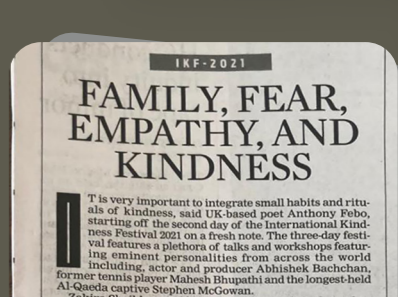 IKF-2021
FAMILY, FEAR,
EMPATHY, AND
KINDNESS
IT is very important to integrate small habits and ritu-
als of kindness, said UK-based poet Anthony Febo,
starting off the second day of the International Kind-
ness Festival 2021 on a fresh note. The three-day festi-
val features a plethora of talks and workshops featur-
ing eminent personalities from across the world
including, actor and producer Abhishek Bachchan,
former tennis player Mahesh Bhupathi and the longest-held
Al-Qaeda captive Stephen McGowan.